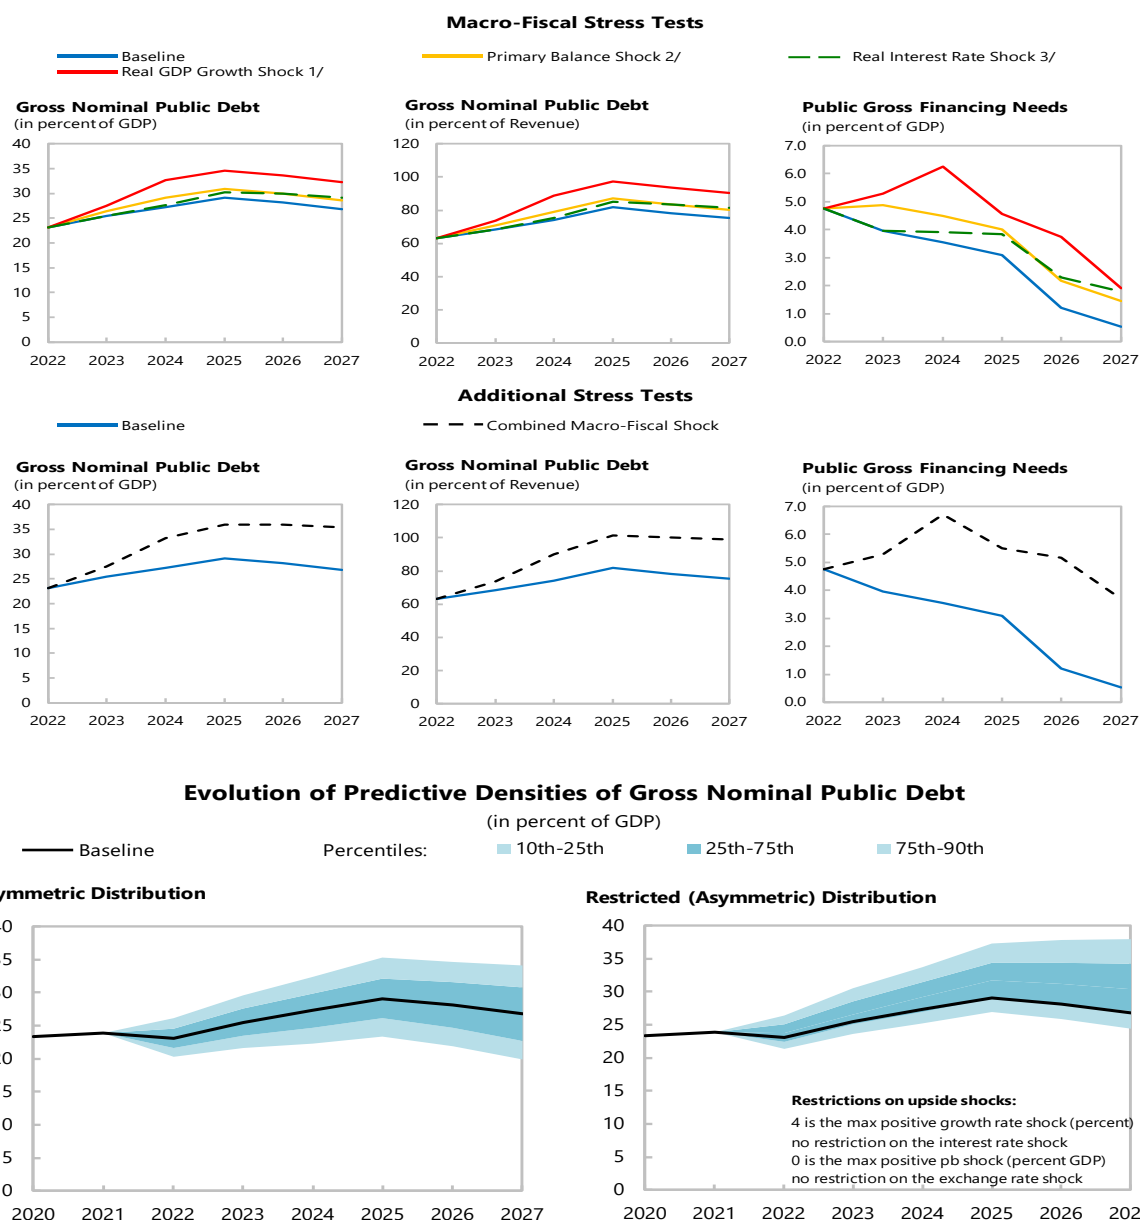 Macro-Fiscal Stress Tests
Baseline
Primary Balance Shock 2/
Real Interest Rate Shock 3/
Real GDP Growth Shock 1/
Gross Nominal Public Debt
(in percent of GDP)
40
35
30
25
20
15
10
5
0
2022 2023 2024 2025 2026 2027
Gross Nominal Public Debt
(in percent of Revenue)
120
100
80
60
40
20
0
2022 2023 2024 2025 2026 2027
Public Gross Financing Needs
(in percent of GDP)
7.0
6.0
5.0
4.0
3.0
2.0
1.0
0.0
2022 2023 2024 2025 2026 2027
Additional Stress Tests
Baseline
Combined Macro-Fiscal Shock
Gross Nominal Public Debt
(in percent of GDP)
40
35
30
25
20
15
10
5
0
2022 2023 2024 2025 2026 2027
Gross Nominal Public Debt
(in percent of Revenue)
120
100
80
60
40
20
0
2022 2023 2024 2025 2026 2027
Public Gross Financing Needs
(in percent of GDP)
7.0
6.0
5.0
4.0
3.0
2.0
1.0
0.0
2022 2023 2024 2025 2026 2027
Evolution of Predictive Densities of Gross Nominal Public Debt
(in percent of GDP)
Baseline
Percentiles:
10th-25th
25th-75th
75th-90th
ymmetric Distribution
0
5
0
5
0
5
0
5
0
2020 2021 2022 2023 2024 2025 2026 2027
Restricted (Asymmetric) Distribution
40
35
30
25
20
15
10
5
0
Restrictions on upside shocks:
4 is the max positive growth rate shock (percent)
no restriction on the interest rate shock
0 is the max positive pb shock (percent GDP)
no restriction on the exchange rate shock
2020 2021 2022 2023 2024 2025 2026 202